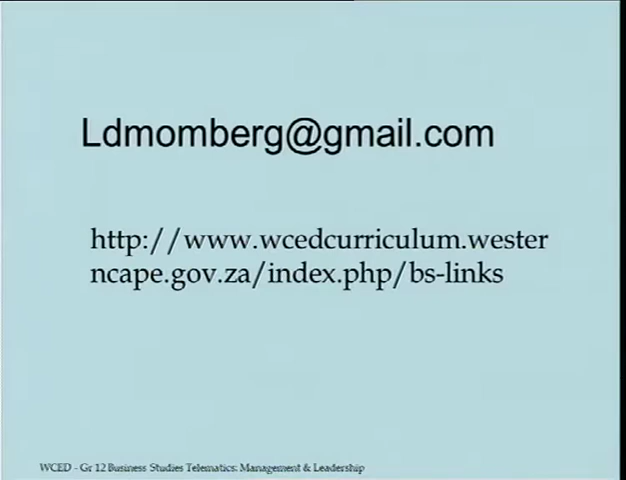 Ldmomberg@gmail.com
http://www.wcedcurriculum.wester
ncape.gov.za/index.php/bs-links
WCED - Gr 12 Business Studies Telematics: Management & Leadership